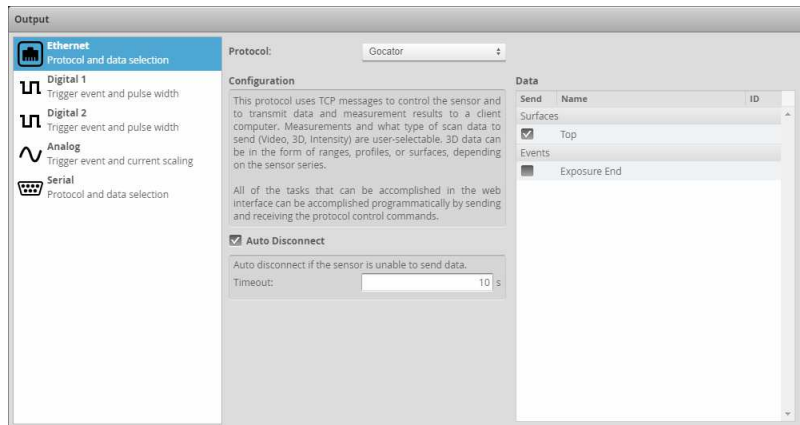 Output
Ethernet
Protocol and data selection
Digital 1
Trigger event and pulse width
Digital 2
Trigger event and pulse width
Analog
Trigger event and current scaling
Serial
Protocol and data selection
Protocol: Gocator
Configuration
This protocol uses TCP messages to control the sensor and
to transmit data and measurement results to a client
computer. Measurements and what type of scan data to
send (Video, 3D, Intensity) are user-selectable. 3D data can
be in the form of ranges, profiles, or surfaces, depending
on the sensor series.
All of the tasks that can be accomplished in the web
interface can be accomplished programmatically by sending
and receiving the protocol control commands.
Auto Disconnect
Auto disconnect if the sensor is unable to send data.
Timeout: 10 s
Data
Send Name ID
Surfaces
Top
Events
Exposure End